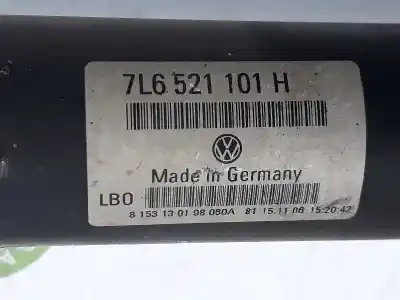 7L6 521 101 H
Made in Germany
LBO
8 153 13 01 98 080A 81 15.11.06 15:20:42